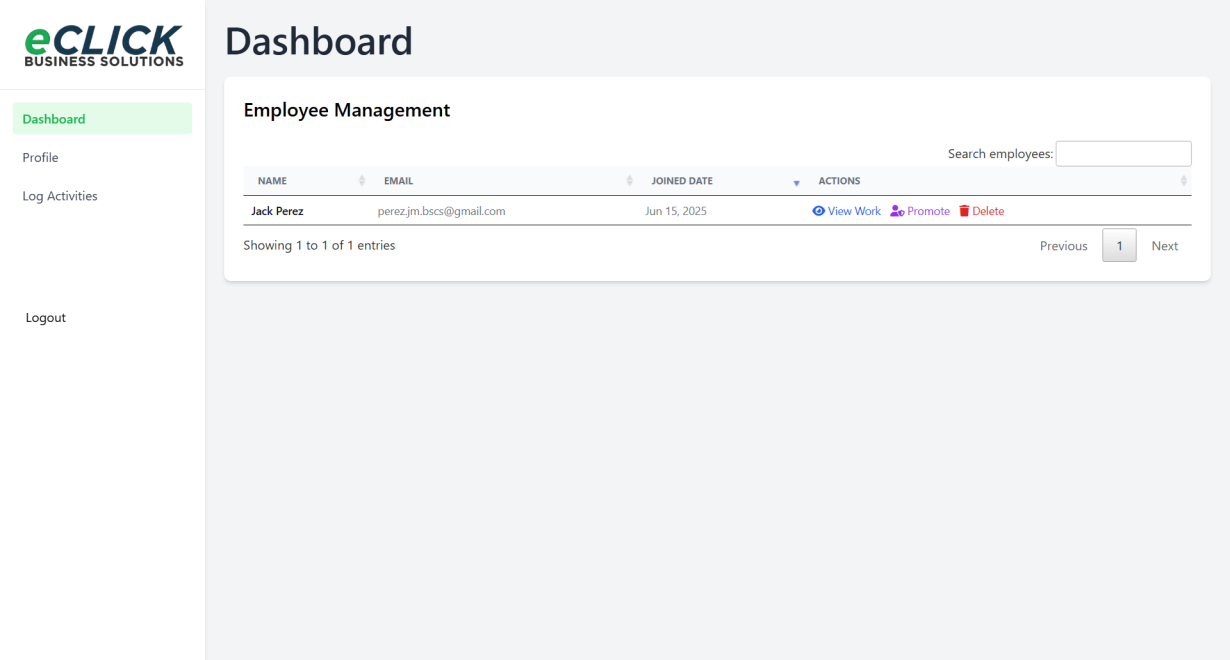 eCLICK
BUSINESS SOLUTIONS
Dashboard
Profile
Log Activities
Logout
Dashboard
Employee Management
Search employees:
NAME EMAIL JOINED DATE ACTIONS
Jack Perez perez.jm.bscs@gmail.com Jun 15, 2025 View Work Promote Delete
Showing 1 to 1 of 1 entries Previous 1 Next